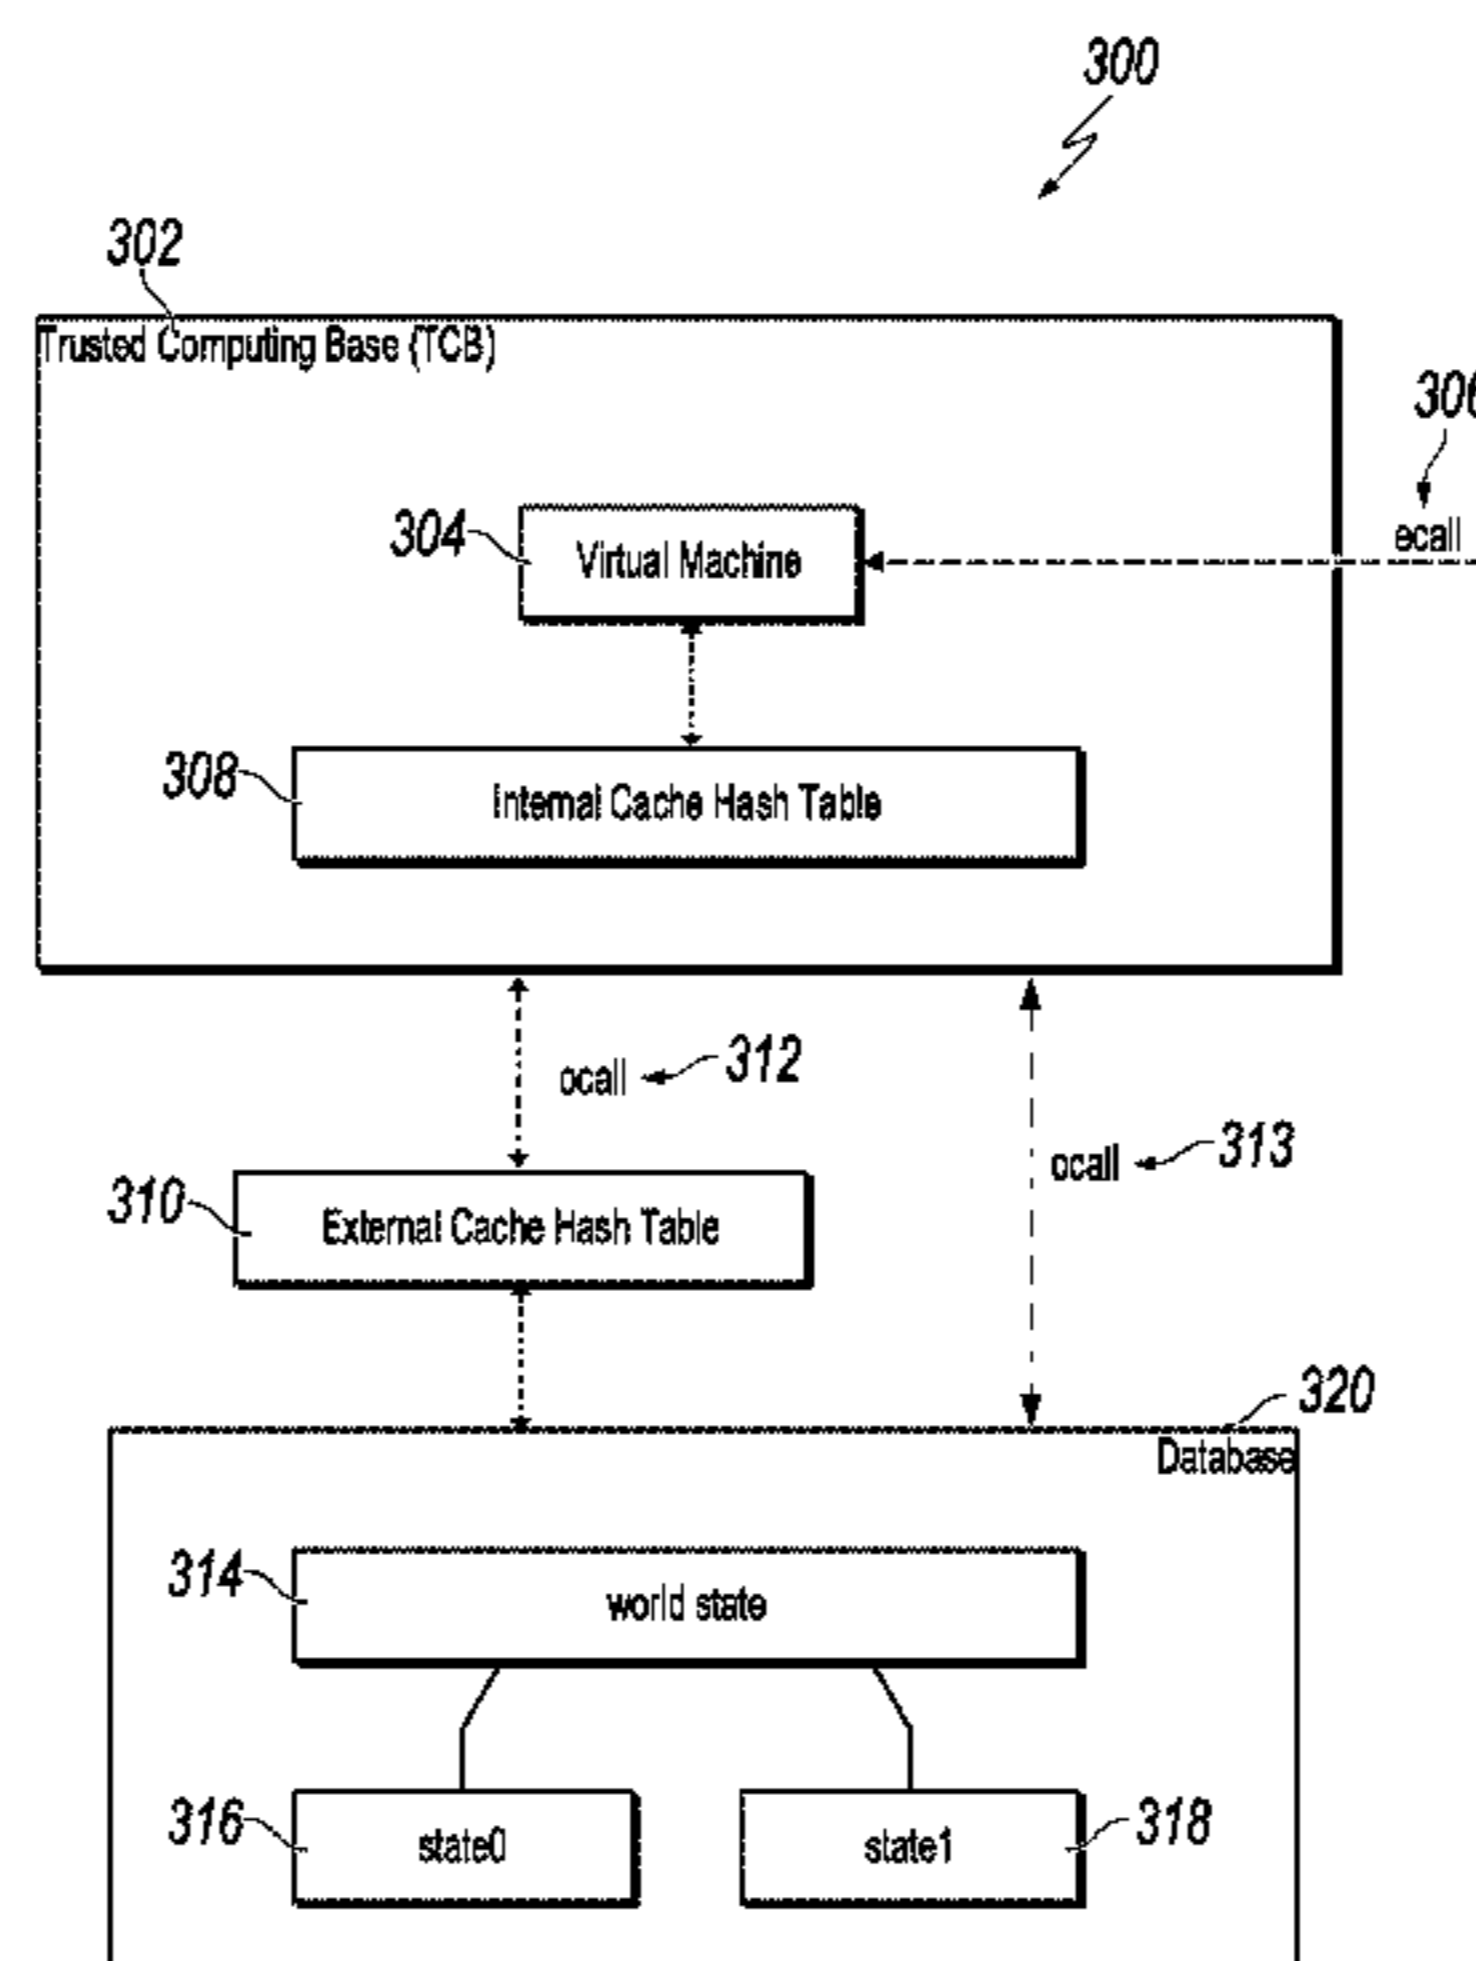 300
302
Trusted Computing Base (TCB)
306
ecall
304
Virtual Machine
308
Internal Cache Hash Table
ocall
312
ocall
313
310
External Cache Hash Table
320
Database
314
world state
316
state0
state1
318